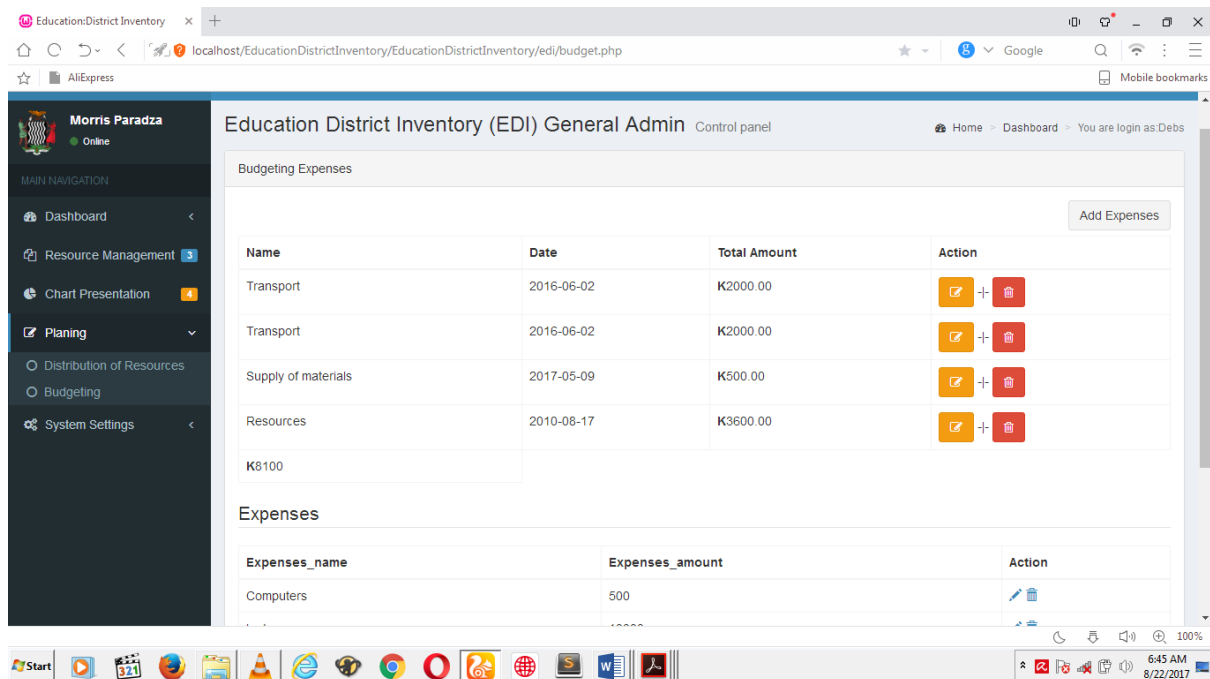 Education:District Inventory
localhost/EducationDistrictInventory/EducationDistrictInventory/edi/budget.php
Google
AliExpress
Mobile bookmarks
Morris Paradza
Online
Education District Inventory (EDI) General Admin Control panel
Home > Dashboard > You are login as:Debs
MAIN NAVIGATION
Dashboard
Resource Management 3
Chart Presentation 4
Planing
Distribution of Resources
Budgeting
System Settings
Budgeting Expenses
Add Expenses
Name Date Total Amount Action
Transport 2016-06-02 K2000.00
Transport 2016-06-02 K2000.00
Supply of materials 2017-05-09 K500.00
Resources 2010-08-17 K3600.00
K8100
Expenses
Expenses_name Expenses_amount Action
Computers 500
100%
Start
321
6:45 AM
8/22/2017